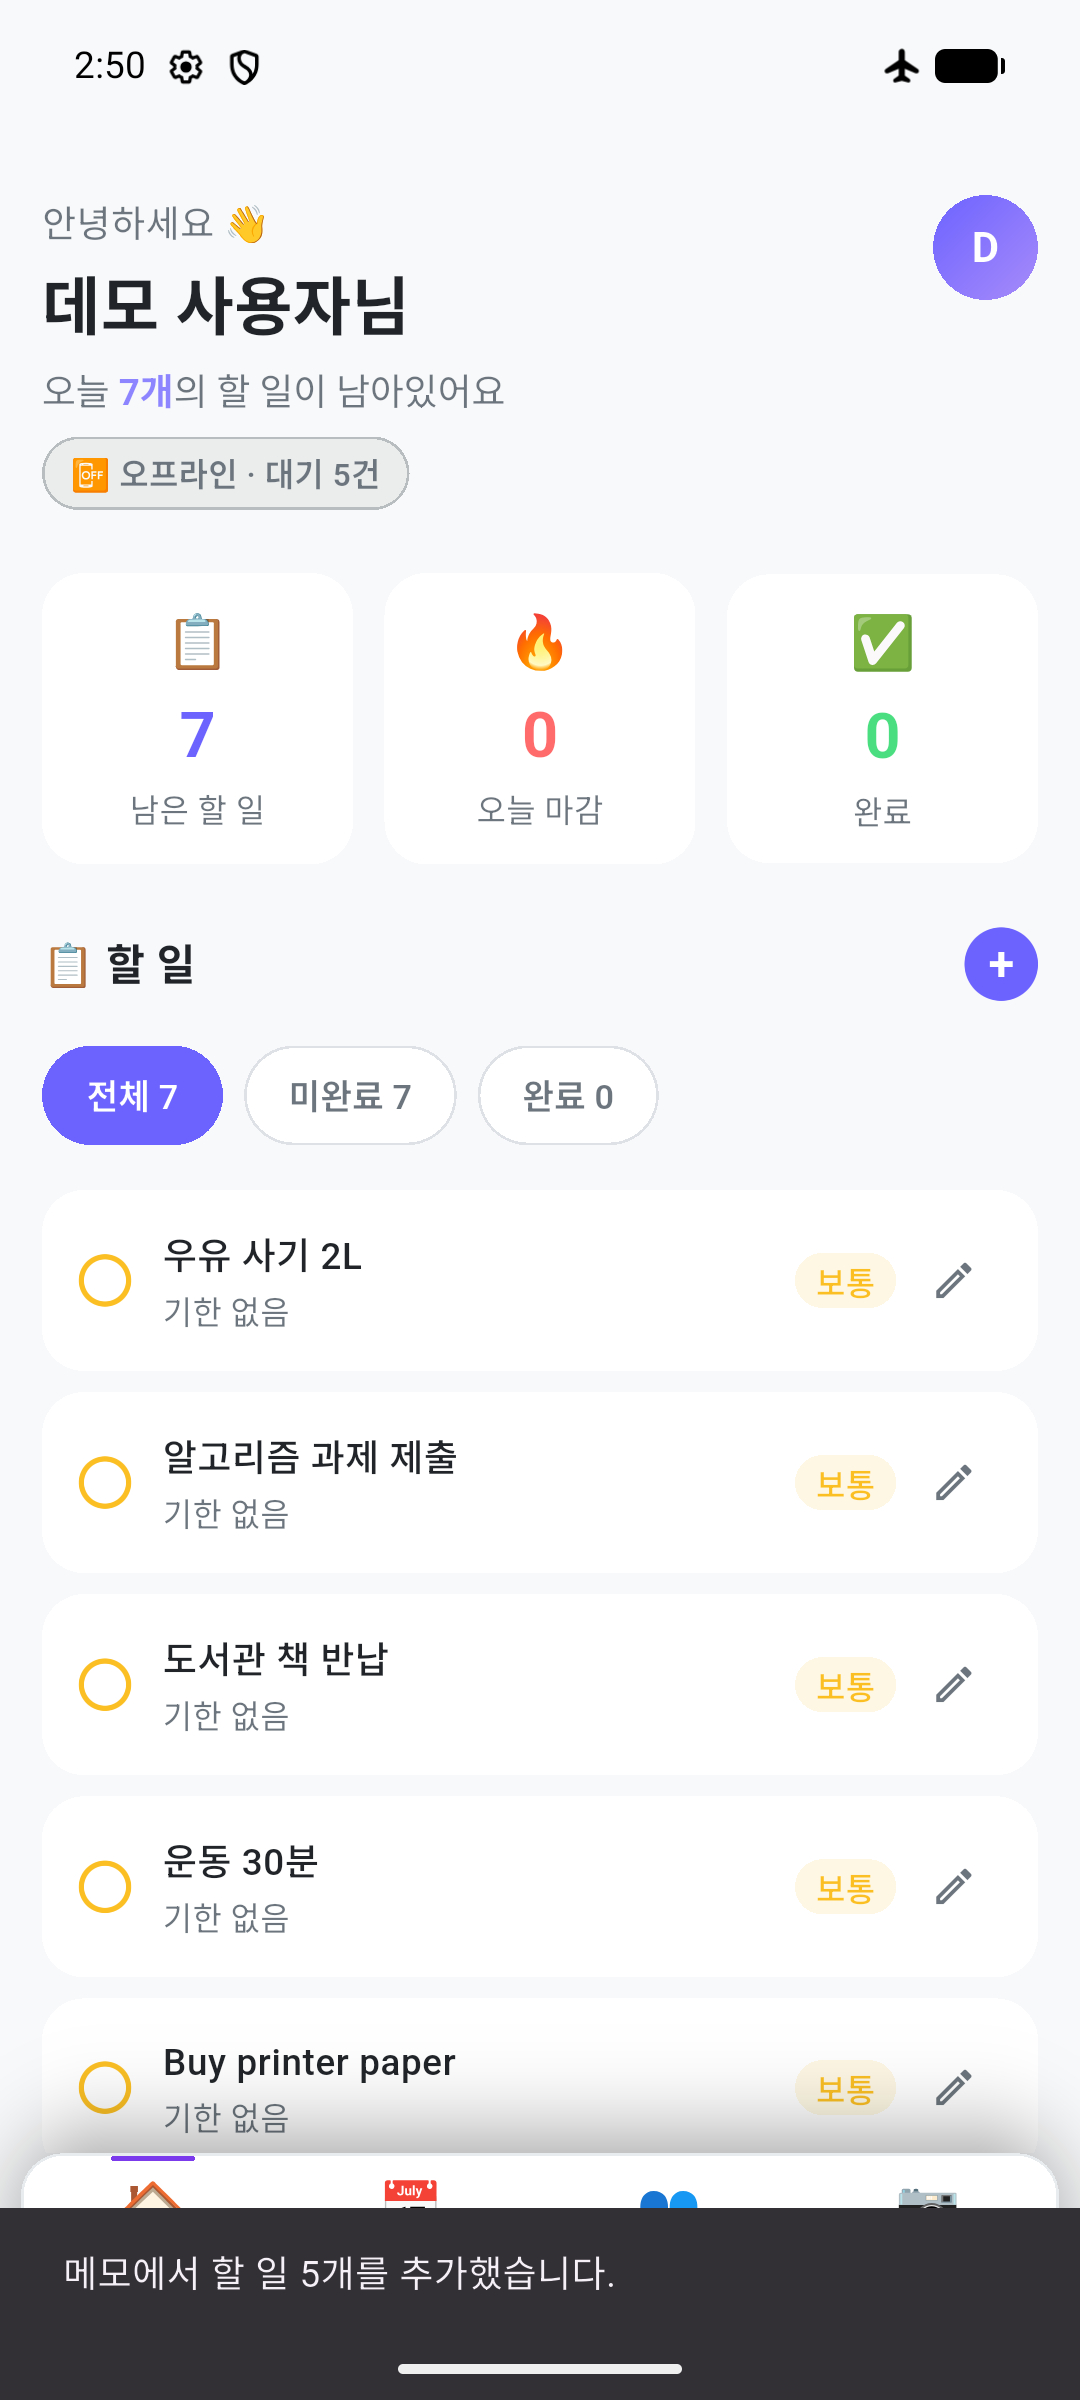 2:50
안녕하세요 👋
D
데모 사용자님
오늘 7개의 할 일이 남아있어요
📴 오프라인 · 대기 5건
7
남은 할 일
0
오늘 마감
0
완료
📋 할 일
+
전체 7
미완료 7
완료 0
우유 사기 2L
기한 없음
보통
알고리즘 과제 제출
기한 없음
보통
도서관 책 반납
기한 없음
보통
운동 30분
기한 없음
보통
Buy printer paper
기한 없음
보통
July
메모에서 할 일 5개를 추가했습니다.